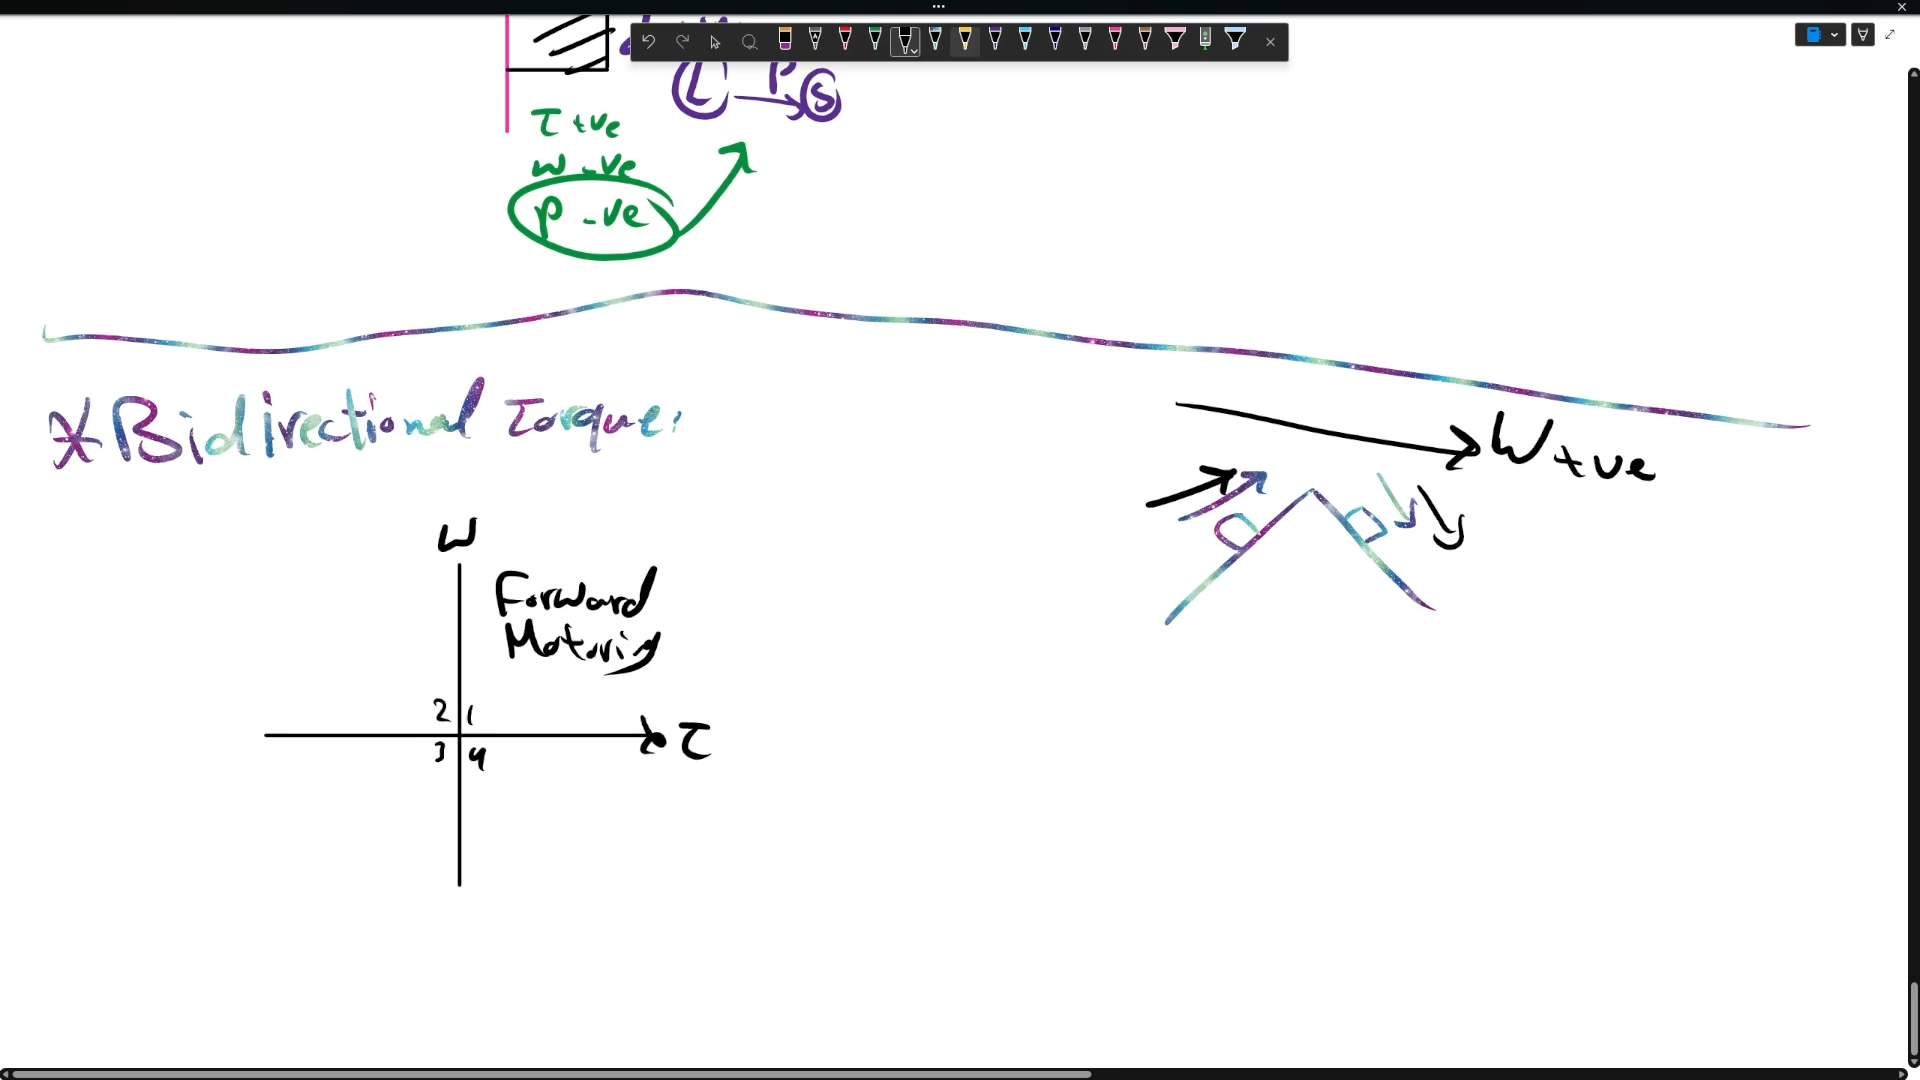 L P S
τ +ve
w -ve
P -ve
* Bidirectional Torque:
W +ve
w
Forward
Motoring
2 1
τ
3 4